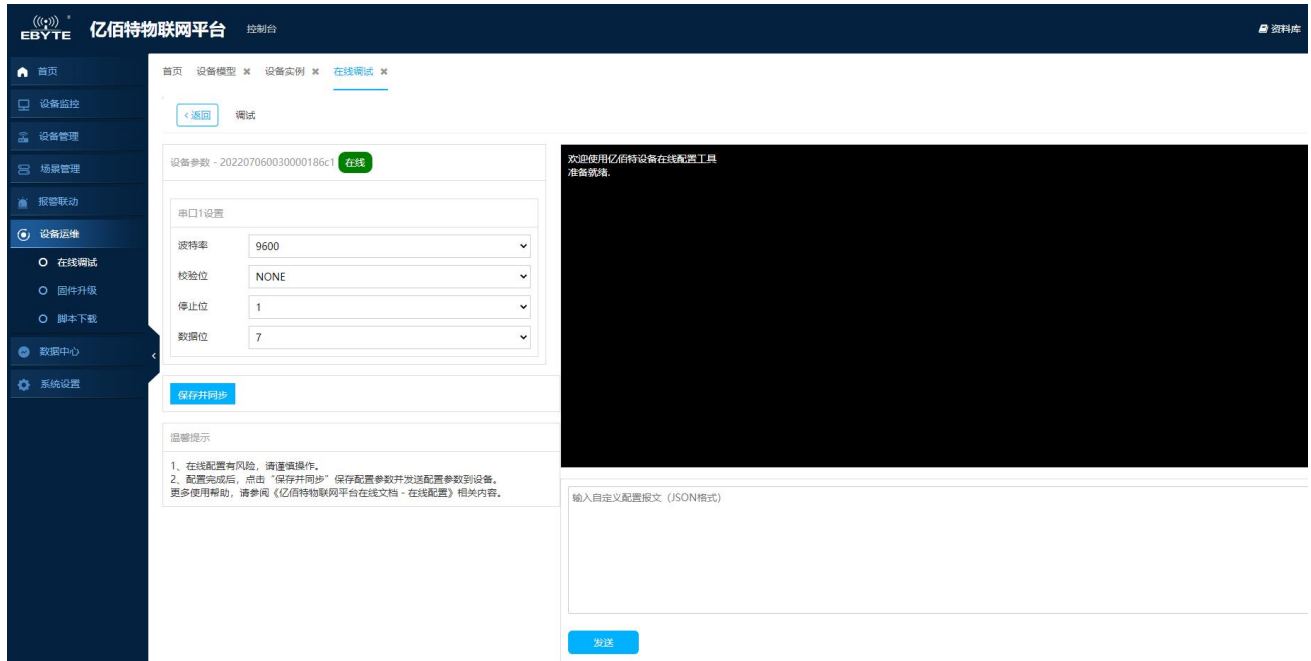 EBYTE 亿佰特物联网平台 控制台 资料库
首页
设备监控
设备管理
场景管理
报警联动
设备运维
在线调试
固件升级
脚本下载
数据中心
系统设置
首页 设备模型 × 设备实例 × 在线调试 ×
<返回 调试
设备参数 - 202207060030000186c1 在线
串口1设置
波特率 9600
校验位 NONE
停止位 1
数据位 7
保存并同步
温馨提示
1、在线配置有风险，请谨慎操作。
2、配置完成后，点击“保存并同步”保存配置参数并发送配置参数到设备。
更多使用帮助，请参阅《亿佰特物联网平台在线文档 - 在线配置》相关内容。
欢迎使用亿佰特设备在线配置工具
准备就绪.
输入自定义配置报文（JSON格式）
发送